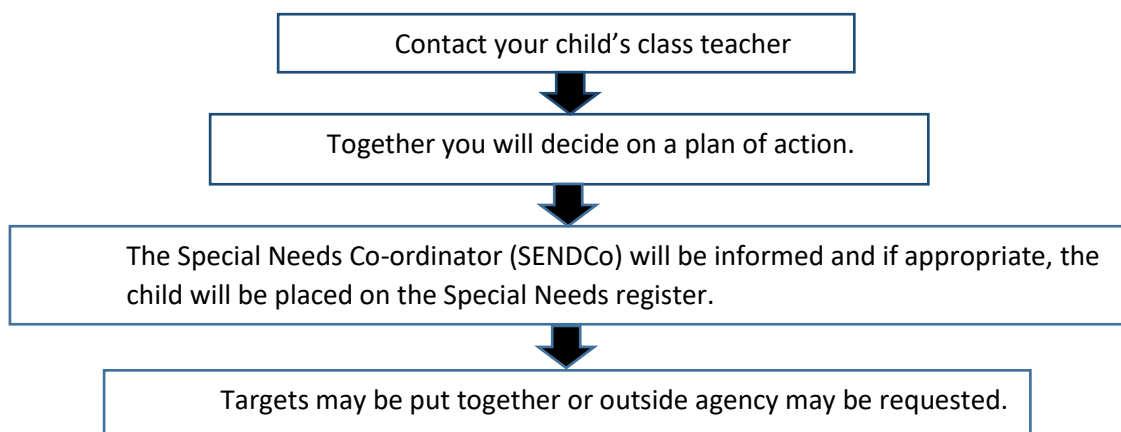 Contact your child’s class teacher
Together you will decide on a plan of action.
The Special Needs Co-ordinator (SENDCo) will be informed and if appropriate, the
child will be placed on the Special Needs register.
Targets may be put together or outside agency may be requested.